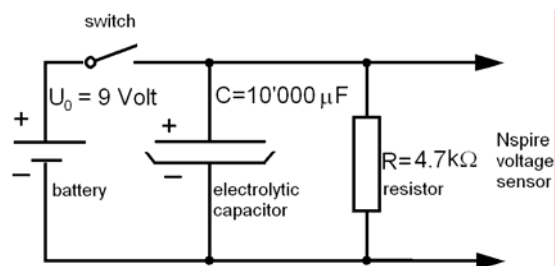 switch
U₀ = 9 Volt
C=10'000 µF
+
+
−
−
battery
electrolytic
capacitor
R=4.7kΩ
resistor
Nspire
voltage
sensor